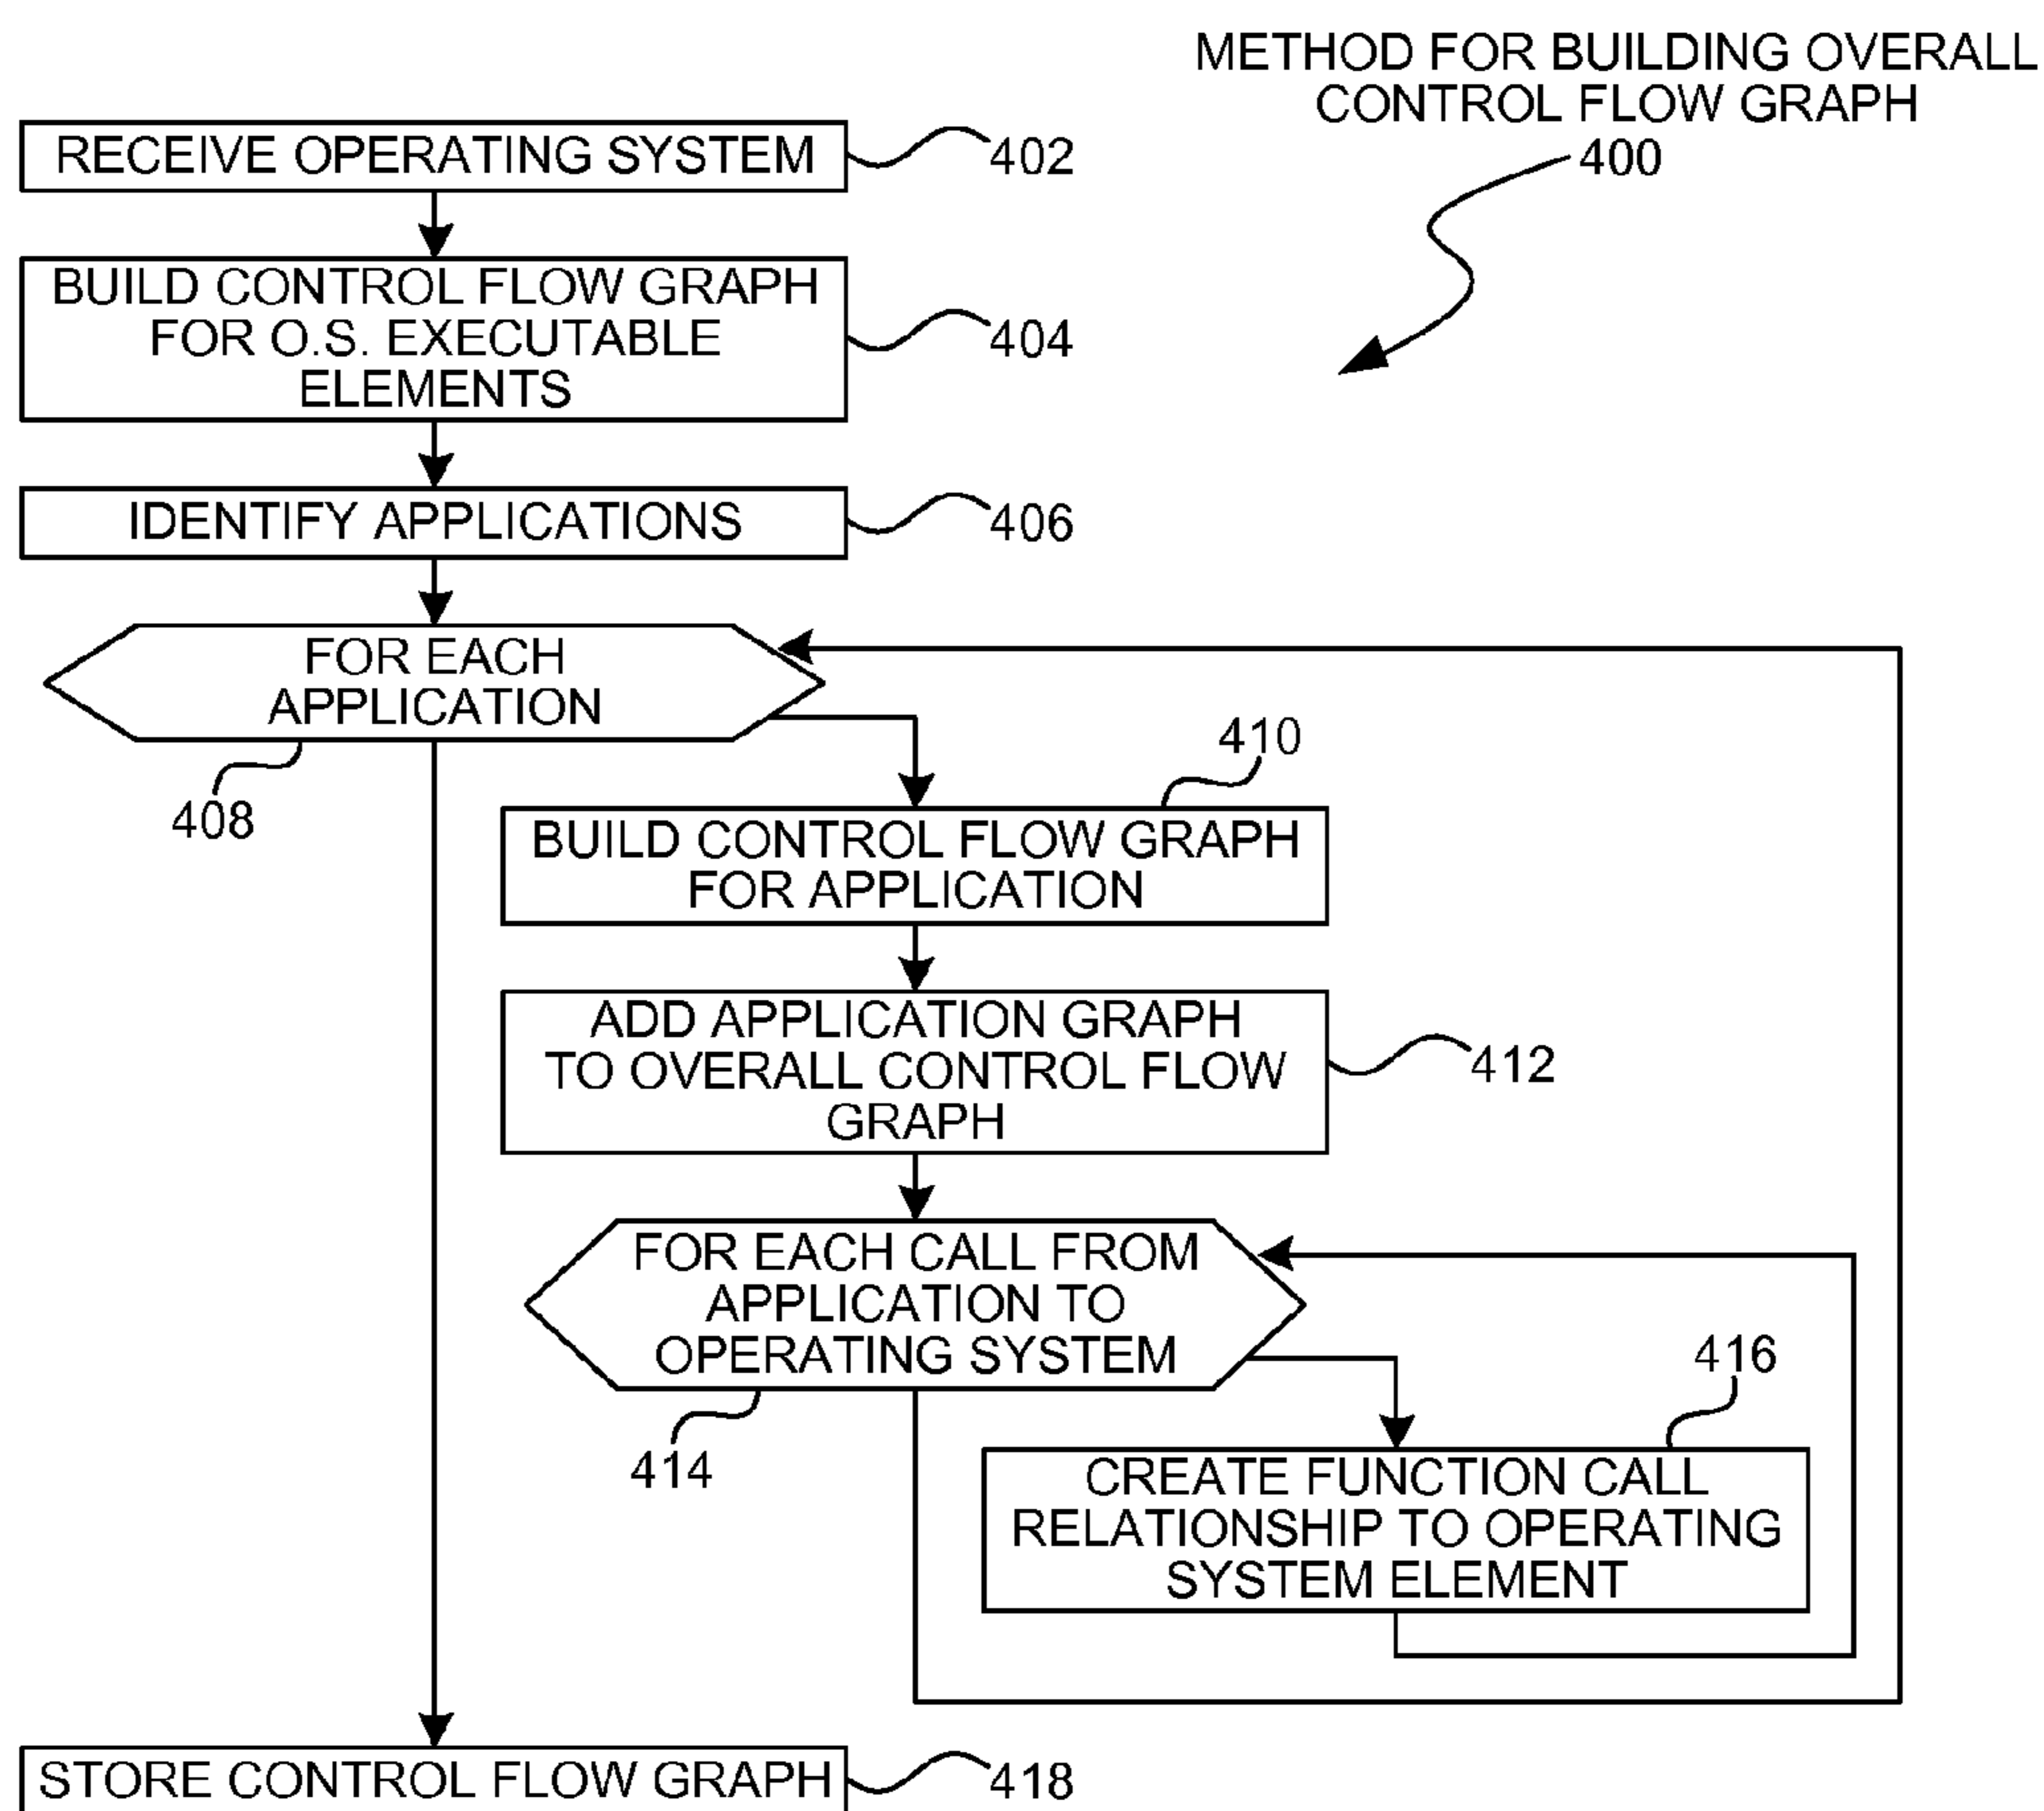 METHOD FOR BUILDING OVERALL
CONTROL FLOW GRAPH
400
RECEIVE OPERATING SYSTEM
402
BUILD CONTROL FLOW GRAPH
FOR O.S. EXECUTABLE
ELEMENTS
404
IDENTIFY APPLICATIONS
406
FOR EACH
APPLICATION
408
410
BUILD CONTROL FLOW GRAPH
FOR APPLICATION
ADD APPLICATION GRAPH
TO OVERALL CONTROL FLOW
GRAPH
412
FOR EACH CALL FROM
APPLICATION TO
OPERATING SYSTEM
414
416
CREATE FUNCTION CALL
RELATIONSHIP TO OPERATING
SYSTEM ELEMENT
STORE CONTROL FLOW GRAPH
418